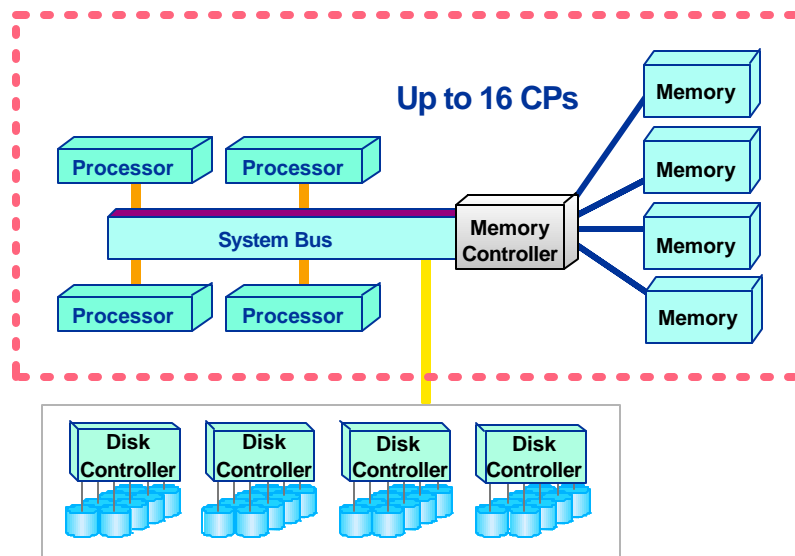 Up to 16 CPs
Memory
Memory
Memory
Memory
Processor
Processor
System Bus
Memory
Controller
Processor
Processor
Disk
Controller
Disk
Controller
Disk
Controller
Disk
Controller